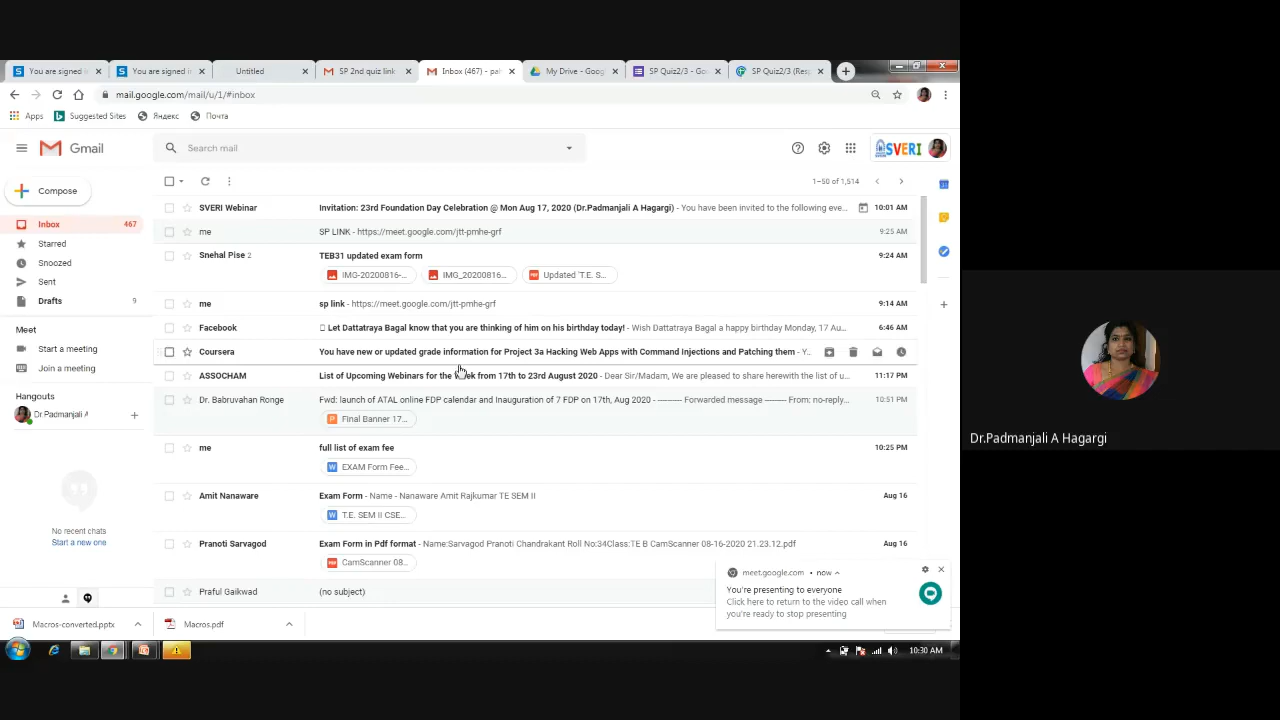 You are signed i
You are signed i
Untitled
SP 2nd quiz link
Inbox (467) - pa
My Drive - Goog
SP Quiz2/3 - Go
SP Quiz2/3 (Res
mail.google.com/mail/u/1/#inbox
Apps
Suggested Sites
Яндекс
Почта
Gmail
Search mail
SVERI
Compose
1–50 of 1,514
Inbox 467
Starred
Snoozed
Sent
Drafts 9
Meet
Start a meeting
Join a meeting
Hangouts
Dr Padmanjali A
No recent chats
Start a new one
SVERI Webinar Invitation: 23rd Foundation Day Celebration @ Mon Aug 17, 2020 (Dr.Padmanjali A Hagargi) - You have been invited to the following eve... 10:01 AM
me SP LINK - https://meet.google.com/jtt-pmhe-grf 9:25 AM
Snehal Pise 2 TEB31 updated exam form 9:24 AM
IMG-20200816-... IMG_20200816... Updated 'T.E. S...
me sp link - https://meet.google.com/jtt-pmhe-grf 9:14 AM
Facebook Let Dattatraya Bagal know that you are thinking of him on his birthday today! - Wish Dattatraya Bagal a happy birthday Monday, 17 Au... 6:46 AM
Coursera You have new or updated grade information for Project 3a Hacking Web Apps with Command Injections and Patching them - Y...
ASSOCHAM List of Upcoming Webinars for the Week from 17th to 23rd August 2020 - Dear Sir/Madam, We are pleased to share herewith the list of u... 11:17 PM
Dr. Babruvahan Ronge Fwd: launch of ATAL online FDP calendar and Inauguration of 7 FDP on 17th, Aug 2020 - ---------- Forwarded message --------- From: no-reply... 10:51 PM
Final Banner 17...
me full list of exam fee 10:25 PM
EXAM Form Fee...
Amit Nanaware Exam Form - Name - Nanaware Amit Rajkumar TE SEM II Aug 16
T.E. SEM II CSE...
Pranoti Sarvagod Exam Form in Pdf format - Name:Sarvagod Pranoti Chandrakant Roll No:34Class:TE B CamScanner 08-16-2020 21.23.12.pdf Aug 16
CamScanner 08...
Praful Gaikwad (no subject)
meet.google.com • now
You're presenting to everyone
Click here to return to the video call when
you're ready to stop presenting
Macros-converted.pptx
Macros.pdf
10:30 AM
Dr.Padmanjali A Hagargi